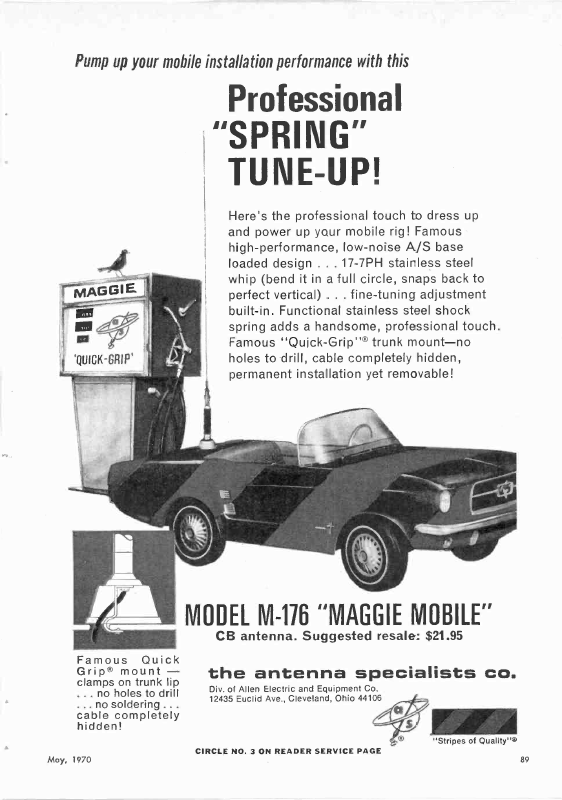 Pump up your mobile installation performance with this
Professional
"SPRING"
TUNE-UP!
Here's the professional touch to dress up
and power up your mobile rig! Famous
high-performance, low-noise A/S base
loaded design . . . 17-7PH stainless steel
whip (bend it in a full circle, snaps back to
perfect vertical) . . . fine-tuning adjustment
built-in. Functional stainless steel shock
spring adds a handsome, professional touch.
Famous "Quick-Grip"® trunk mount—no
holes to drill, cable completely hidden,
permanent installation yet removable!
MAGGIE
a/s
'QUICK-GRIP'
MODEL M-176 "MAGGIE MOBILE"
CB antenna. Suggested resale: $21.95
Famous Quick
Grip® mount —
clamps on trunk lip
. . . no holes to drill
. . . no soldering . . .
cable completely
hidden!
the antenna specialists co.
Div. of Allen Electric and Equipment Co.
12435 Euclid Ave., Cleveland, Ohio 44106
a/s ®
"Stripes of Quality"®
CIRCLE NO. 3 ON READER SERVICE PAGE
May, 1970
89